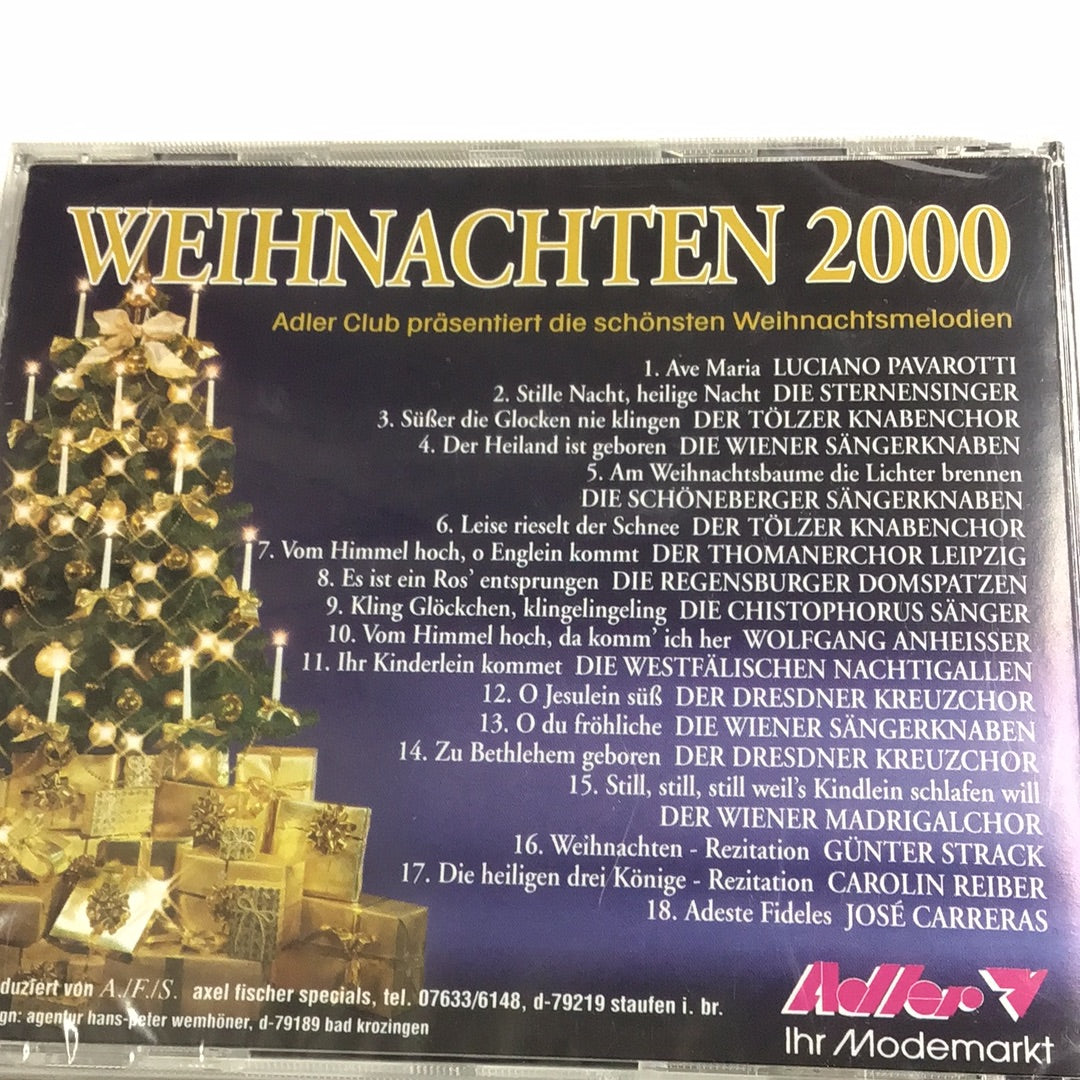 WEIHNACHTEN 2000
Adler Club präsentiert die schönsten Weihnachtsmelodien
1. Ave Maria LUCIANO PAVAROTTI
2. Stille Nacht, heilige Nacht DIE STERNENSINGER
3. Süßer die Glocken nie klingen DER TÖLZER KNABENCHOR
4. Der Heiland ist geboren DIE WIENER SÄNGERKNABEN
5. Am Weihnachtsbaume die Lichter brennen
DIE SCHÖNEBERGER SÄNGERKNABEN
6. Leise rieselt der Schnee DER TÖLZER KNABENCHOR
7. Vom Himmel hoch, o Englein kommt DER THOMANERCHOR LEIPZIG
8. Es ist ein Ros' entsprungen DIE REGENSBURGER DOMSPATZEN
9. Kling Glöckchen, klingelingeling DIE CHISTOPHORUS SÄNGER
10. Vom Himmel hoch, da komm' ich her WOLFGANG ANHEISSER
11. Ihr Kinderlein kommet DIE WESTFÄLISCHEN NACHTIGALLEN
12. O Jesulein süß DER DRESDNER KREUZCHOR
13. O du fröhliche DIE WIENER SÄNGERKNABEN
14. Zu Bethlehem geboren DER DRESDNER KREUZCHOR
15. Still, still, still weil's Kindlein schlafen will
DER WIENER MADRIGALCHOR
16. Weihnachten - Rezitation GÜNTER STRACK
17. Die heiligen drei Könige - Rezitation CAROLIN REIBER
18. Adeste Fideles JOSÉ CARRERAS
duziert von A./F./S. axel fischer specials, tel. 07633/6148, d-79219 staufen i. br.
gn: agentur hans-peter wemhöner, d-79189 bad krozingen
Adler
Ihr Modemarkt